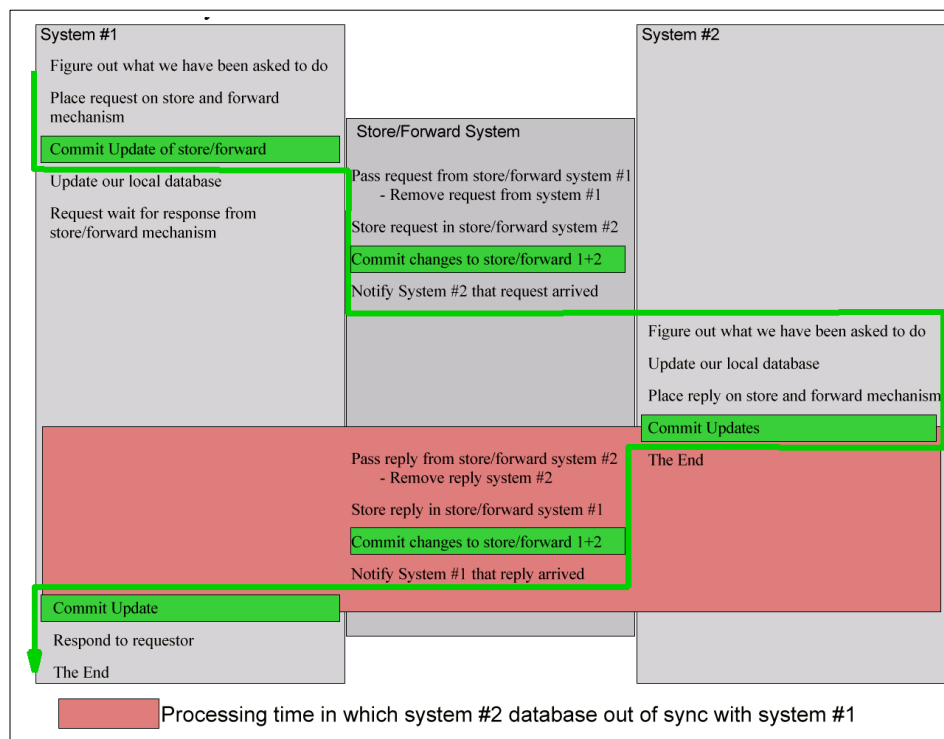 System #1
Figure out what we have been asked to do
Place request on store and forward
mechanism
Commit Update of store/forward
Update our local database
Request wait for response from
store/forward mechanism
Store/Forward System
Pass request from store/forward system #1
- Remove request from system #1
Store request in store/forward system #2
Commit changes to store/forward 1+2
Notify System #2 that request arrived
System #2
Figure out what we have been asked to do
Update our local database
Place reply on store and forward mechanism
Commit Updates
The End
Pass reply from store/forward system #2
- Remove reply system #2
Store reply in store/forward system #1
Commit changes to store/forward 1+2
Notify System #1 that reply arrived
Commit Update
Respond to requestor
The End
Processing time in which system #2 database out of sync with system #1